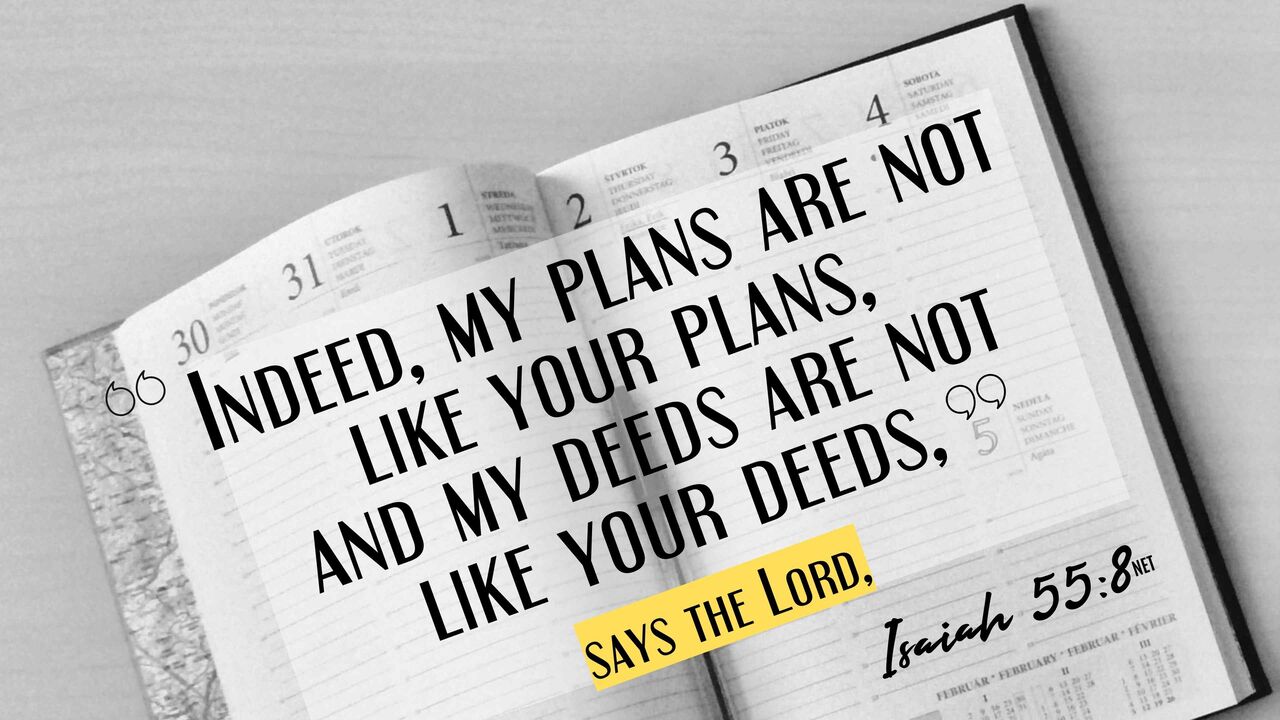 SOBOTA
SATURDAY
SAMSTAG
4
PIATOK
FRIDAY
FREITAG
VENDREDI
3
ŠTVRTOK
THURSDAY
DONNERSTAG
JEUDI
2
STREDA
WEDNESDAY
MITTWOCH
MERCREDI
1
UTOROK
TUESDAY
DIENSTAG
MARDI
31
30
“ INDEED, MY PLANS ARE NOT
LIKE YOUR PLANS,
AND MY DEEDS ARE NOT
LIKE YOUR DEEDS, ”
SAYS THE LORD,
5
NEDEĽA
SUNDAY
SONNTAG
DIMANCHE
Agáta
Isaiah 55:8 NET
FEBRUÁR • FEBRUARY • FEBRUAR • FÉVRIER
I
II
III